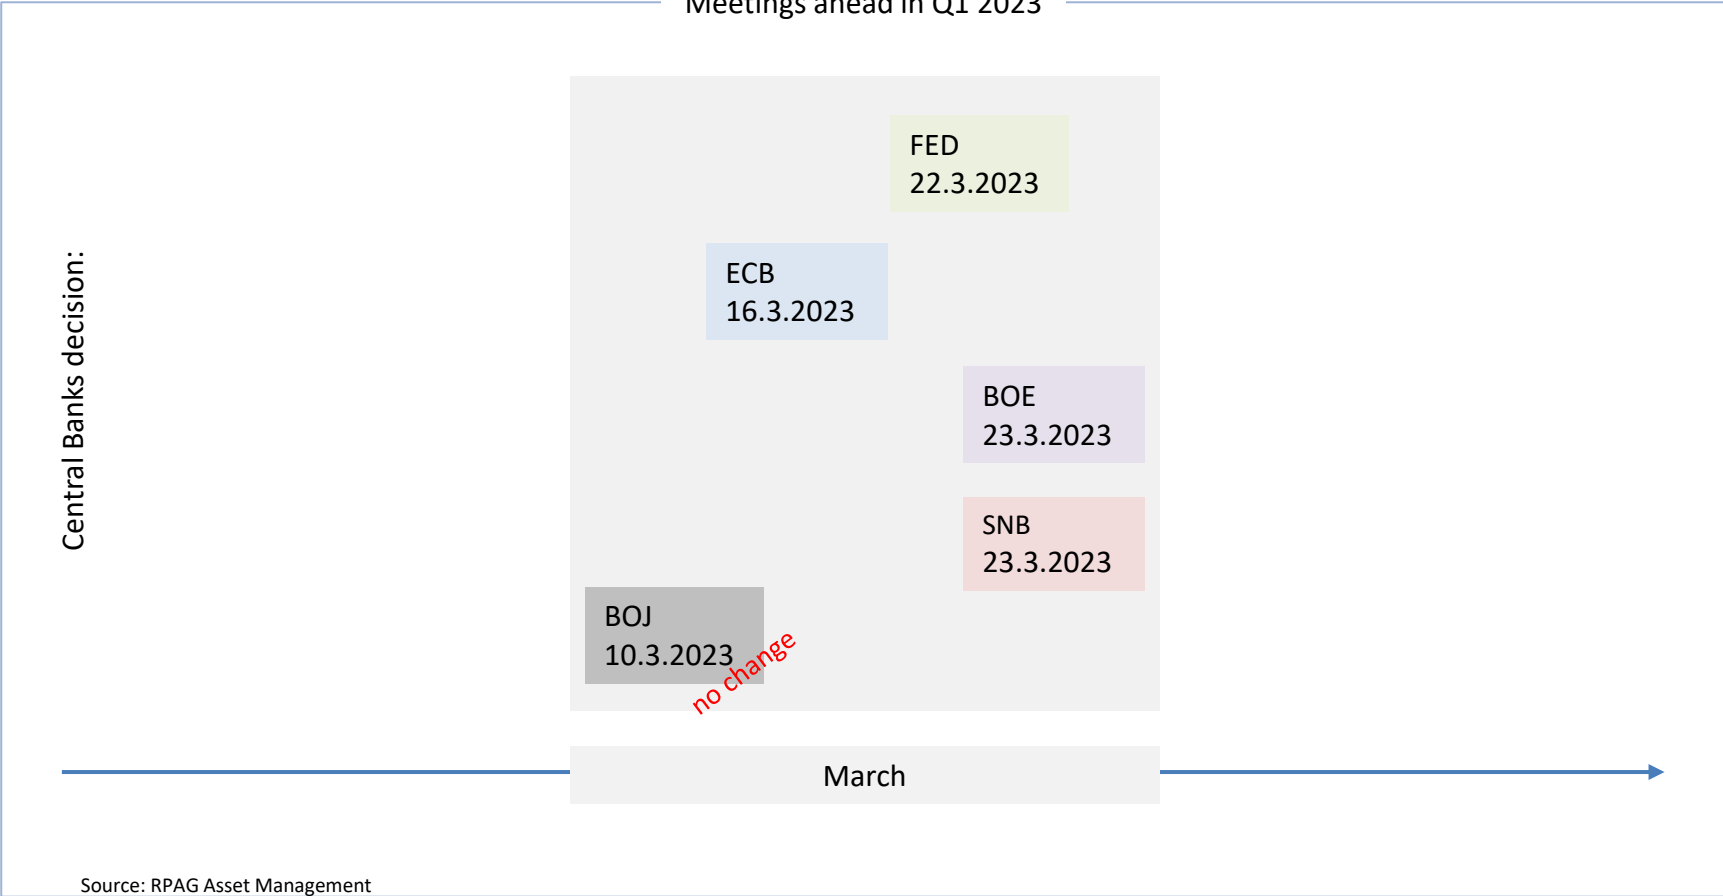 Meetings ahead in Q1 2023
Central Banks decision:
FED
22.3.2023
ECB
16.3.2023
BOE
23.3.2023
SNB
23.3.2023
BOJ
10.3.2023
no change
March
Source: RPAG Asset Management